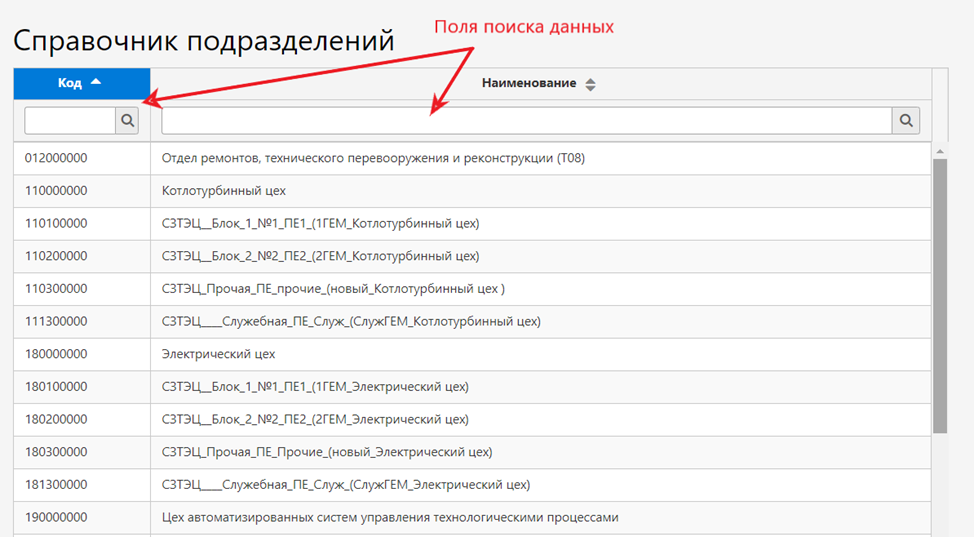 Поля поиска данных
Справочник подразделений
Код Наименование
012000000 Отдел ремонтов, технического перевооружения и реконструкции (Т08)
110000000 Котлотурбинный цех
110100000 СЗТЭЦ__Блок_1_№1_ПЕ1_(1ГЕМ_Котлотурбинный цех)
110200000 СЗТЭЦ__Блок_2_№2_ПЕ2_(2ГЕМ_Котлотурбинный цех)
110300000 СЗТЭЦ_Прочая_ПЕ_прочие_(новый_Котлотурбинный цех )
111300000 СЗТЭЦ____Служебная_ПЕ_Служ_(СлужГЕМ_Котлотурбинный цех)
180000000 Электрический цех
180100000 СЗТЭЦ__Блок_1_№1_ПЕ1_(1ГЕМ_Электрический цех)
180200000 СЗТЭЦ__Блок_2_№2_ПЕ2_(2ГЕМ_Электрический цех)
180300000 СЗТЭЦ_Прочая_ПЕ_Прочие_(новый_Электрический цех)
181300000 СЗТЭЦ____Служебная_ПЕ_Служ_(СлужГЕМ_Электрический цех)
190000000 Цех автоматизированных систем управления технологическими процессами